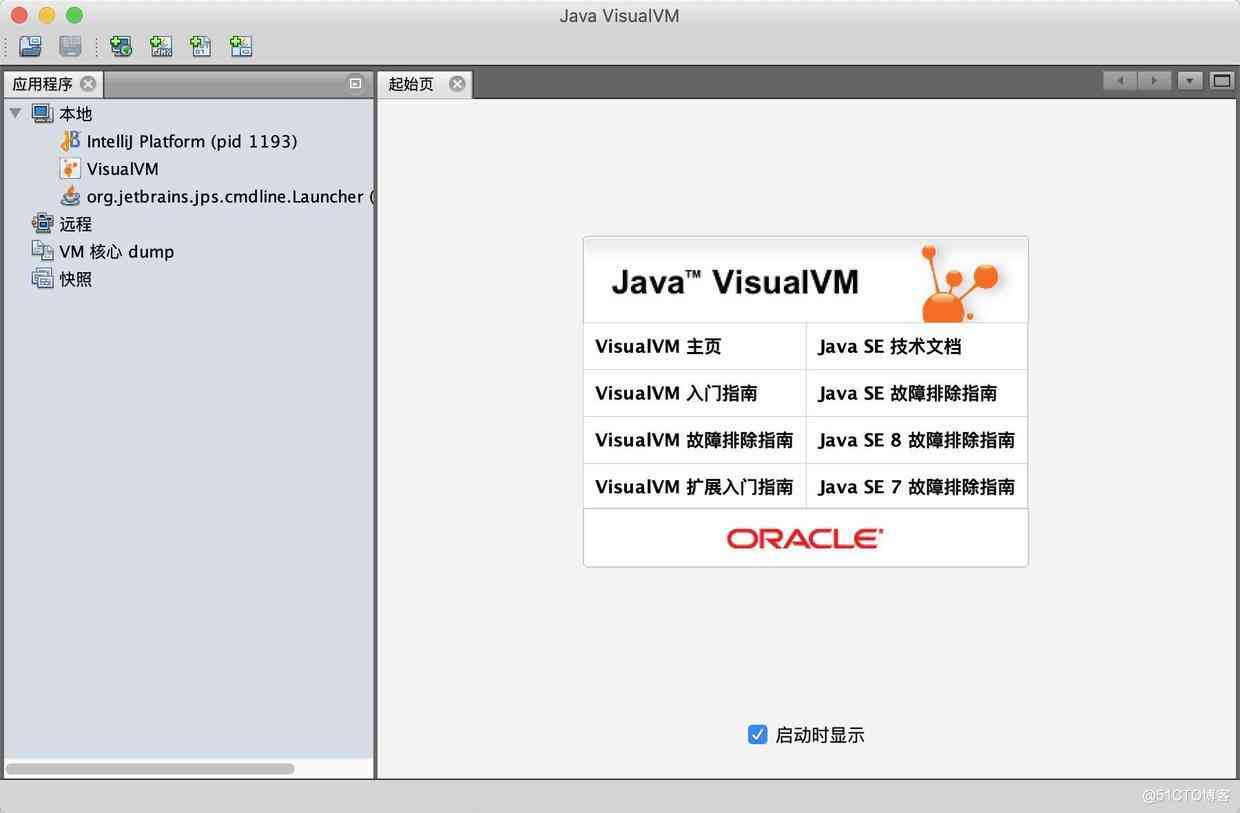 Java VisualVM
应用程序
起始页
本地
IntelliJ Platform (pid 1193)
VisualVM
org.jetbrains.jps.cmdline.Launcher (
远程
VM 核心 dump
快照
Java™ VisualVM
VisualVM 主页
Java SE 技术文档
VisualVM 入门指南
Java SE 故障排除指南
VisualVM 故障排除指南
Java SE 8 故障排除指南
VisualVM 扩展入门指南
Java SE 7 故障排除指南
ORACLE
启动时显示
@51CTO博客